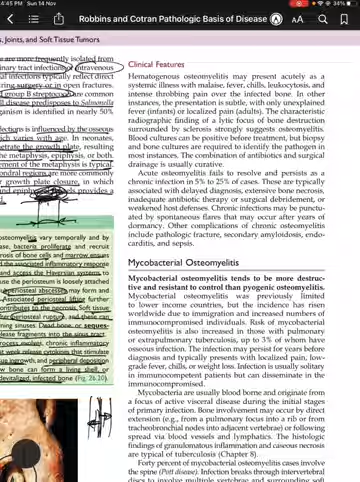 4:45 PM Sun 14 Nov
34%
Robbins and Cotran Pathologic Basis of Disease
AA
s, Joints, and Soft Tissue Tumors
are more frequently isolated from
inary tract infections or intravenous
al infections typically reflect direct
ring surgery or in open fractures.
d group B streptococci are common
ll disease predisposes to Salmonella
ganism is identified in nearly 50%
fections is influenced by the osseous
which varies with age. In neonates,
netrate the growth plate, resulting
he metaphysis, epiphysis, or both.
ement of the metaphysis is typical.
ondral regions are more commonly
growth plate closure, in which
and epiphyseal vessels provides a
osteomyelitis vary temporally and by
ase, bacteria proliferate and recruit
rosis of bone cells and marrow ensues
d the associated inflammatory response
and access the Haversian systems to
use the periosteum is loosely attached
periosteal abscesses may form and
Associated periosteal lifting further
contributes to the necrosis. Soft tissue
her periosteal rupture, and these can
ming sinuses. Dead bone, or seques-
lease fragments into the sinus tract.
rocess evolves, chronic inflammatory
st week release cytokines that stimulate
sue ingrowth, and peripheral deposition
w bone can form a living shell, or
devitalized infected bone (Fig. 26.20).
Clinical Features
Hematogenous osteomyelitis may present acutely as a
systemic illness with malaise, fever, chills, leukocytosis, and
intense throbbing pain over the infected bone. In other
instances, the presentation is subtle, with only unexplained
fever (infants) or localized pain (adults). The characteristic
radiographic finding of a lytic focus of bone destruction
surrounded by sclerosis strongly suggests osteomyelitis.
Blood cultures can be positive before treatment, but biopsy
and bone cultures are required to identify the pathogen in
most instances. The combination of antibiotics and surgical
drainage is usually curative.
Acute osteomyelitis fails to resolve and persists as a
chronic infection in 5% to 25% of cases. These are typically
associated with delayed diagnosis, extensive bone necrosis,
inadequate antibiotic therapy or surgical debridement, or
weakened host defenses. Chronic infections may be punctu-
ated by spontaneous flares that may occur after years of
dormancy. Other complications of chronic osteomyelitis
include pathologic fracture, secondary amyloidosis, endo-
carditis, and sepsis.
Mycobacterial Osteomyelitis
Mycobacterial osteomyelitis tends to be more destruc-
tive and resistant to control than pyogenic osteomyelitis.
Mycobacterial osteomyelitis was previously limited
to lower income countries, but the incidence has risen
worldwide due to immigration and increased numbers of
immunocompromised individuals. Risk of mycobacterial
osteomyelitis is also increased in those with pulmonary
or extrapulmonary tuberculosis, up to 3% of whom have
osseous infection. The infection may persist for years before
diagnosis and typically presents with localized pain, low-
grade fever, chills, or weight loss. Infection is usually solitary
in immunocompetent patients but can disseminate in the
immunocompromised.
Mycobacteria are usually blood borne and originate from
a focus of active visceral disease during the initial stages
of primary infection. Bone involvement may occur by direct
extension (e.g., from a pulmonary focus into a rib or from
tracheobronchial nodes into adjacent vertebrae) or following
spread via blood vessels and lymphatics. The histologic
findings of granulomatous inflammation and caseous necrosis
are typical of tuberculosis (Chapter 8).
Forty percent of mycobacterial osteomyelitis cases involve
the spine (Pott disease). Infection breaks through intervertebral
discs to involve multiple vertebrae and surrounding soft